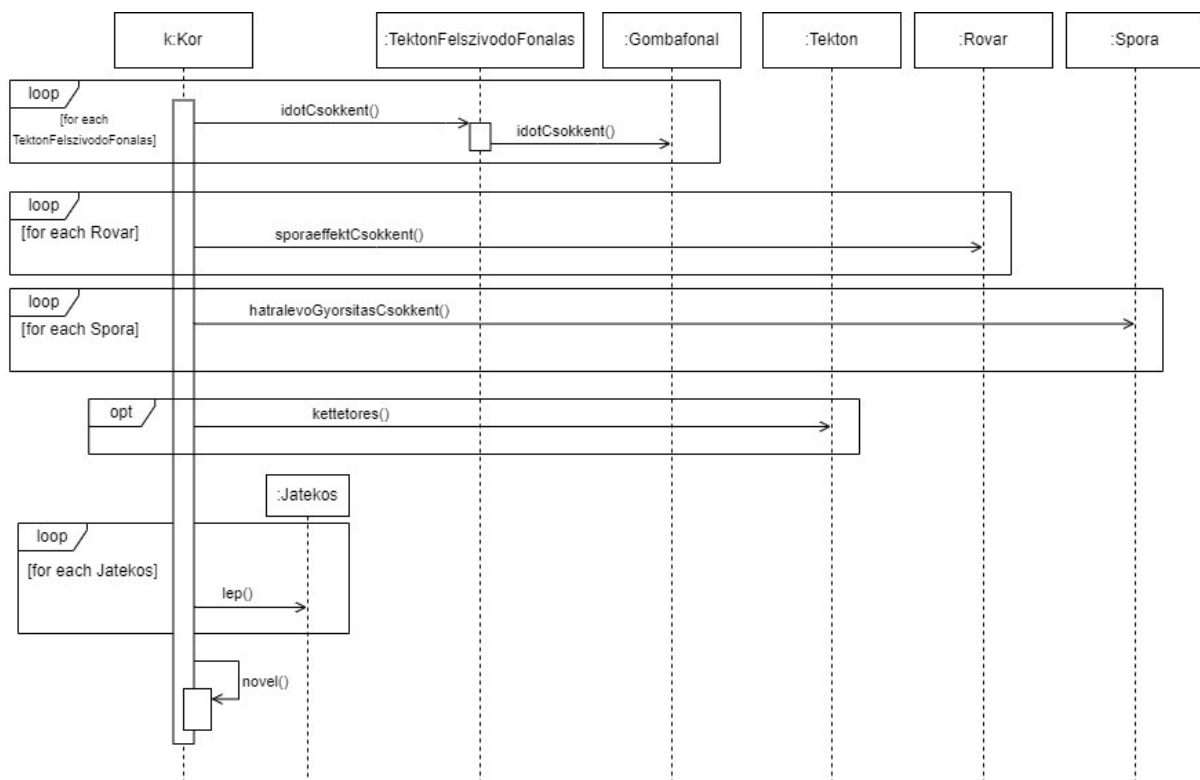 k:Kor
:TektonFelszivodoFonalas
:Gombafonal
:Tekton
:Rovar
:Spora
loop
[for each
TektonFelszivodoFonalas]
idotCsokkent()
idotCsokkent()
loop
[for each Rovar]
sporaeffektCsokkent()
loop
[for each Spora]
hatralevoGyorsitasCsokkent()
opt
kettetores()
:Jatekos
loop
[for each Jatekos]
lep()
novel()